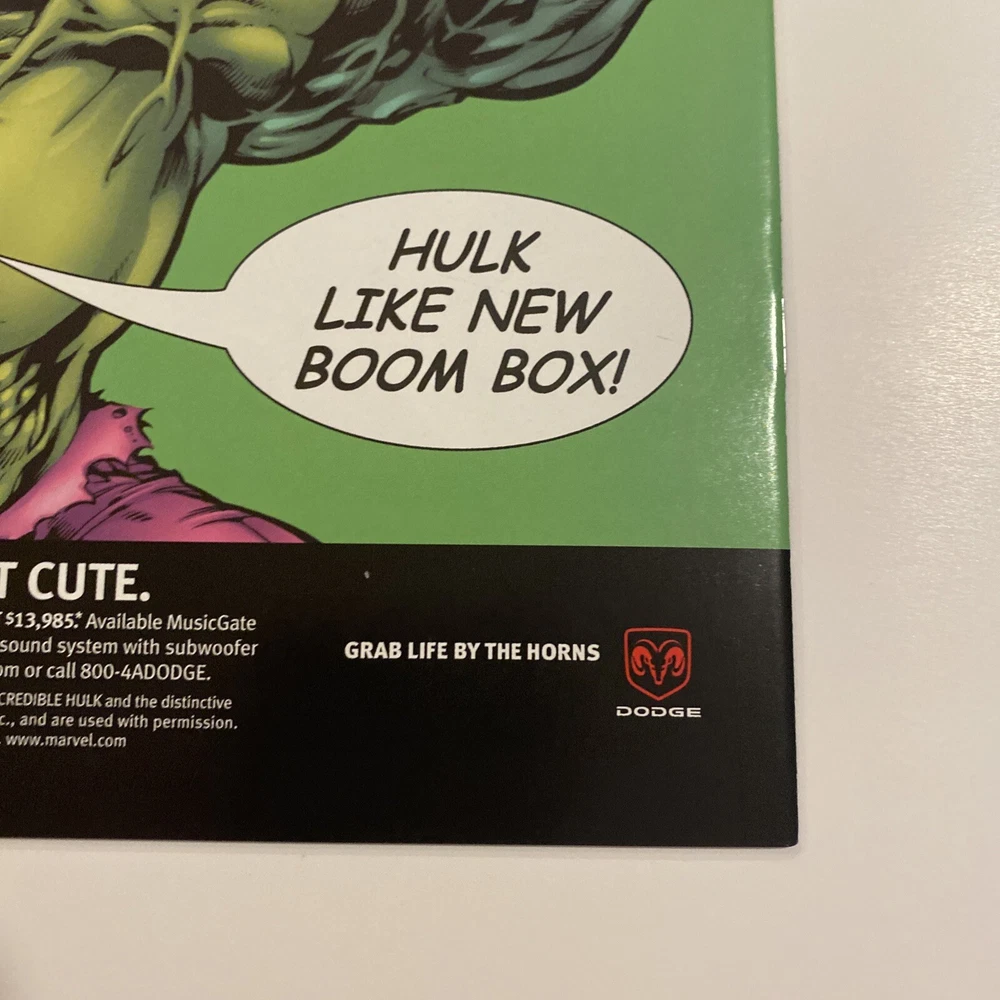 HULK
LIKE NEW
BOOM BOX!
T CUTE.
$13,985.* Available MusicGate
sound system with subwoofer
om or call 800-4ADODGE.
CREDIBLE HULK and the distinctive
c., and are used with permission.
www.marvel.com
GRAB LIFE BY THE HORNS
DODGE